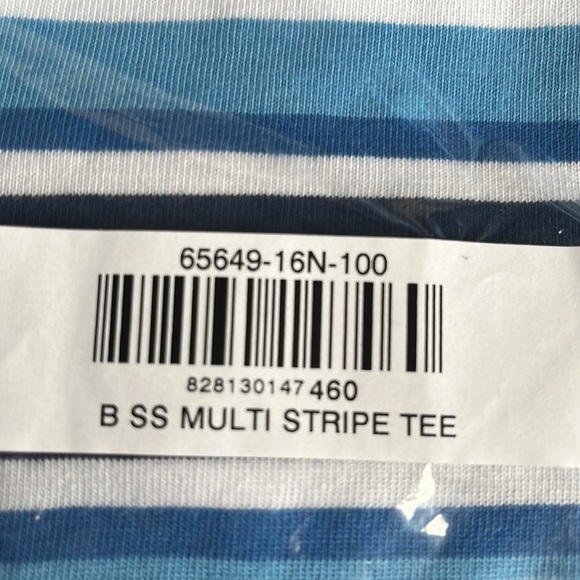 65649-16N-100
828130147460
B SS MULTI STRIPE TEE